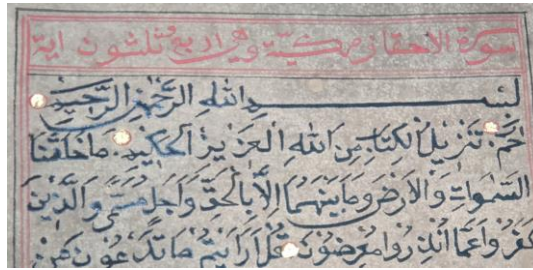 سورة الاحقاف مكية وهي اربع وثلثون اية
بسم الله الرحمن الرحيم
حم تنزيل الكتاب من الله العزيز الحكيم ما خلقنا
السموات والارض وما بينهما الا بالحق واجل مسمى والذين
كفروا عما انذروا معرضون قل ارايتم ما تدعون من